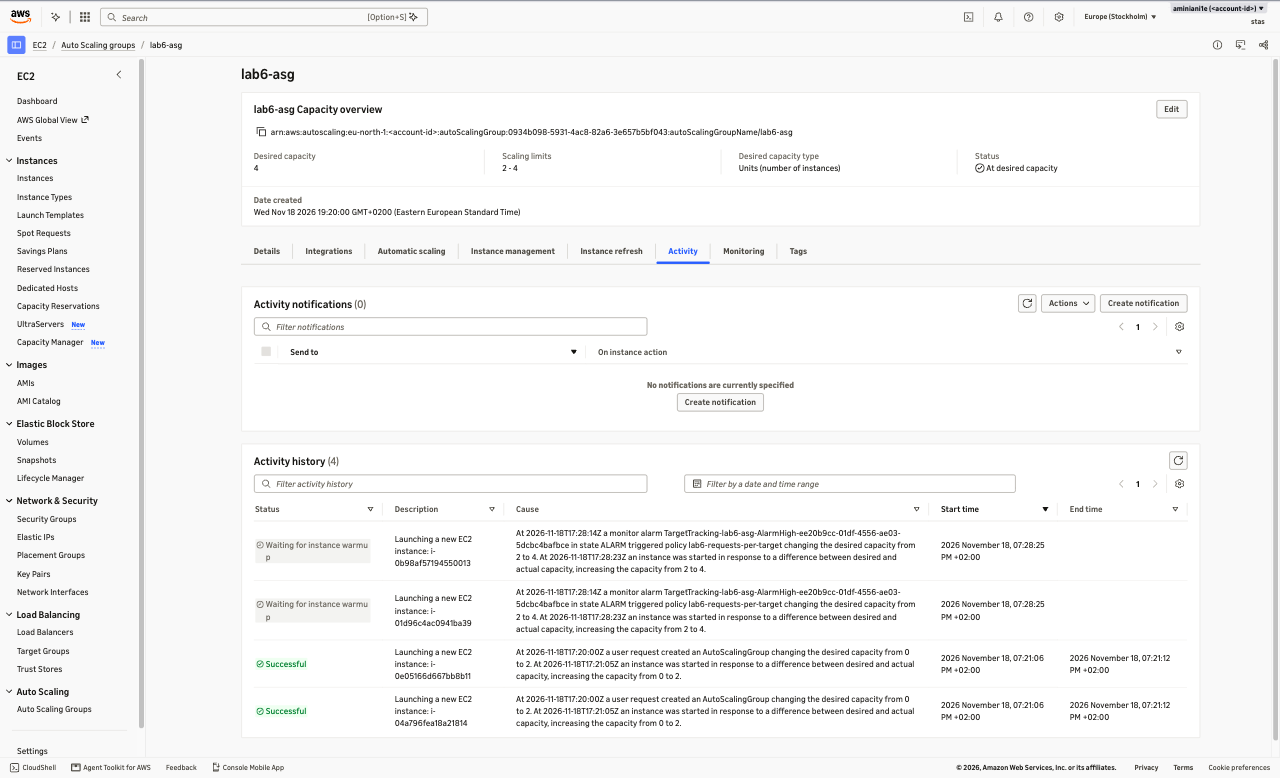 aws
Search
[Option+S]
Europe (Stockholm)
aminiani1e (<account-id>)
stas
EC2 / Auto Scaling groups / lab6-asg
EC2
Dashboard
AWS Global View
Events
Instances
Instances
Instance Types
Launch Templates
Spot Requests
Savings Plans
Reserved Instances
Dedicated Hosts
Capacity Reservations
UltraServers New
Capacity Manager New
Images
AMIs
AMI Catalog
Elastic Block Store
Volumes
Snapshots
Lifecycle Manager
Network & Security
Security Groups
Elastic IPs
Placement Groups
Key Pairs
Network Interfaces
Load Balancing
Load Balancers
Target Groups
Trust Stores
Auto Scaling
Auto Scaling Groups
Settings
lab6-asg
lab6-asg Capacity overview
Edit
arn:aws:autoscaling:eu-north-1:<account-id>:autoScalingGroup:0934b098-5931-4ac8-82a6-3e657b5bf043:autoScalingGroupName/lab6-asg
Desired capacity
4
Scaling limits
2 - 4
Desired capacity type
Units (number of instances)
Status
At desired capacity
Date created
Wed Nov 18 2026 19:20:00 GMT+0200 (Eastern European Standard Time)
Details
Integrations
Automatic scaling
Instance management
Instance refresh
Activity
Monitoring
Tags
Activity notifications (0)
Actions
Create notification
Filter notifications
1
Send to
On instance action
No notifications are currently specified
Create notification
Activity history (4)
Filter activity history
Filter by a date and time range
1
Status
Description
Cause
Start time
End time
Waiting for instance warmu
p
Launching a new EC2
instance: i-
0b98af57194550013
At 2026-11-18T17:28:14Z a monitor alarm TargetTracking-lab6-asg-AlarmHigh-ee20b9cc-01df-4556-ae03-
5dcbc4bafbce in state ALARM triggered policy lab6-requests-per-target changing the desired capacity from
2 to 4. At 2026-11-18T17:28:23Z an instance was started in response to a difference between desired and
actual capacity, increasing the capacity from 2 to 4.
2026 November 18, 07:28:25
PM +02:00
Waiting for instance warmu
p
Launching a new EC2
instance: i-
01d96c4ac0941ba39
At 2026-11-18T17:28:14Z a monitor alarm TargetTracking-lab6-asg-AlarmHigh-ee20b9cc-01df-4556-ae03-
5dcbc4bafbce in state ALARM triggered policy lab6-requests-per-target changing the desired capacity from
2 to 4. At 2026-11-18T17:28:23Z an instance was started in response to a difference between desired and
actual capacity, increasing the capacity from 2 to 4.
2026 November 18, 07:28:25
PM +02:00
Successful
Launching a new EC2
instance: i-
0e05166d667bb8b11
At 2026-11-18T17:20:00Z a user request created an AutoScalingGroup changing the desired capacity from 0
to 2. At 2026-11-18T17:21:05Z an instance was started in response to a difference between desired and actual
capacity, increasing the capacity from 0 to 2.
2026 November 18, 07:21:06
PM +02:00
2026 November 18, 07:21:12
PM +02:00
Successful
Launching a new EC2
instance: i-
04a796fea18a21814
At 2026-11-18T17:20:00Z a user request created an AutoScalingGroup changing the desired capacity from 0
to 2. At 2026-11-18T17:21:05Z an instance was started in response to a difference between desired and actual
capacity, increasing the capacity from 0 to 2.
2026 November 18, 07:21:06
PM +02:00
2026 November 18, 07:21:12
PM +02:00
CloudShell
Agent Toolkit for AWS
Feedback
Console Mobile App
© 2026, Amazon Web Services, Inc. or its affiliates.
Privacy
Terms
Cookie preferences